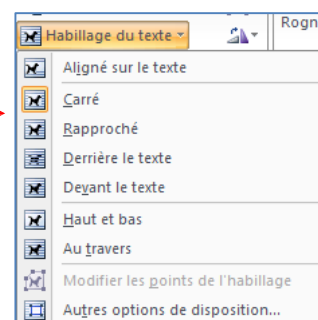 Rogn
Habillage du texte
Aligné sur le texte
Carré
Rapproché
Derrière le texte
Devant le texte
Haut et bas
Au travers
Modifier les points de l'habillage
Autres options de disposition...